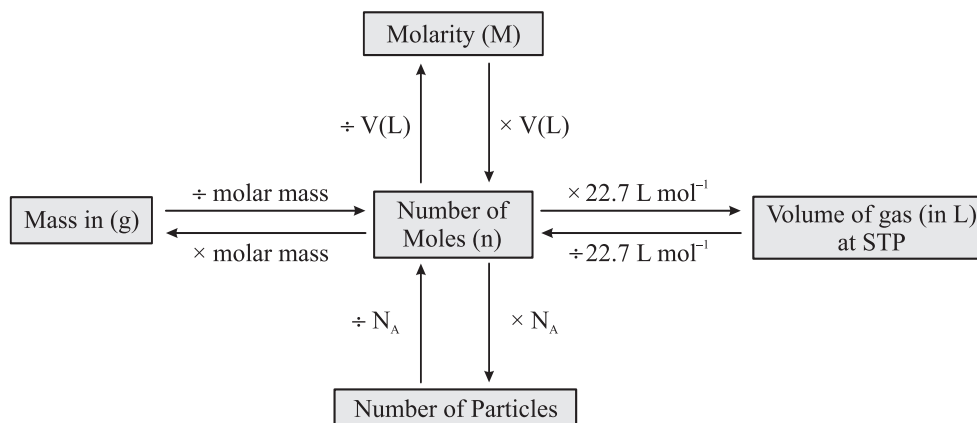 Molarity (M)
÷ V(L)
× V(L)
÷ molar mass
× 22.7 L mol⁻¹
Mass in (g)
Number of
Moles (n)
Volume of gas (in L)
at STP
× molar mass
÷22.7 L mol⁻¹
÷ N_A
× N_A
Number of Particles